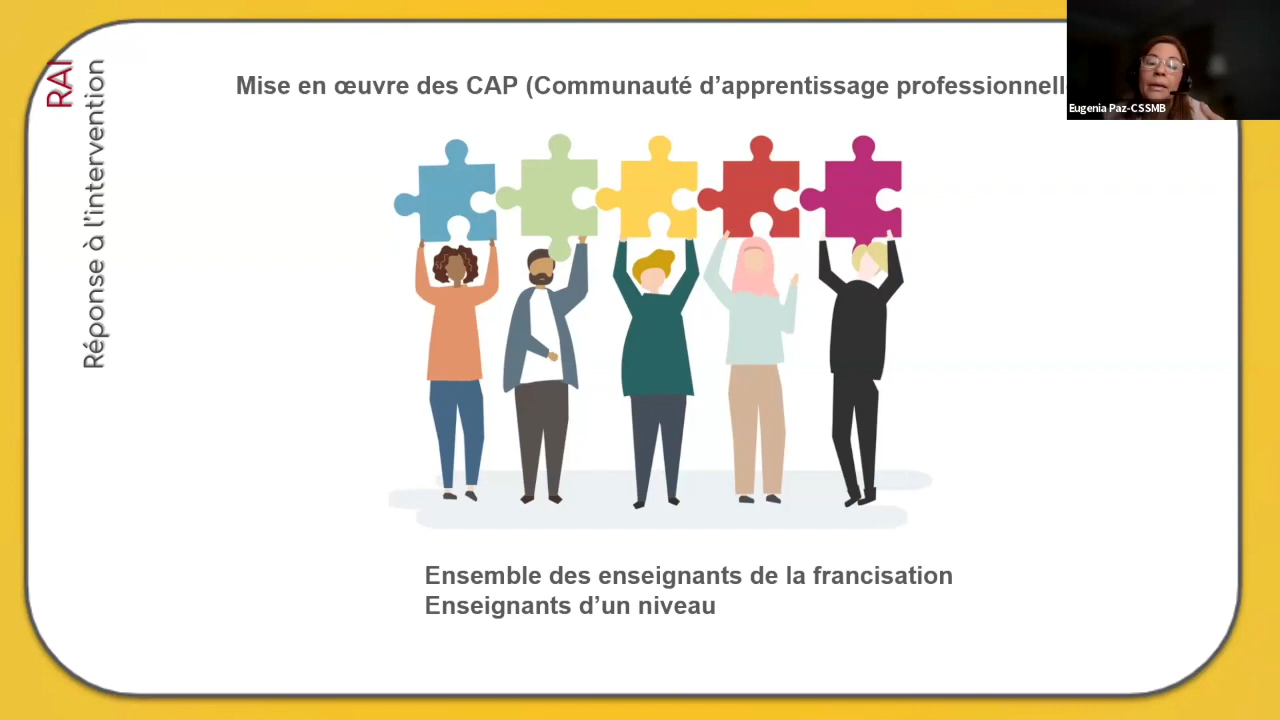 RAI
Réponse à l'intervention
Mise en œuvre des CAP (Communauté d’apprentissage
Eugenia Paz-CSSMB
Ensemble des enseignants de la francisation
Enseignants d’un niveau